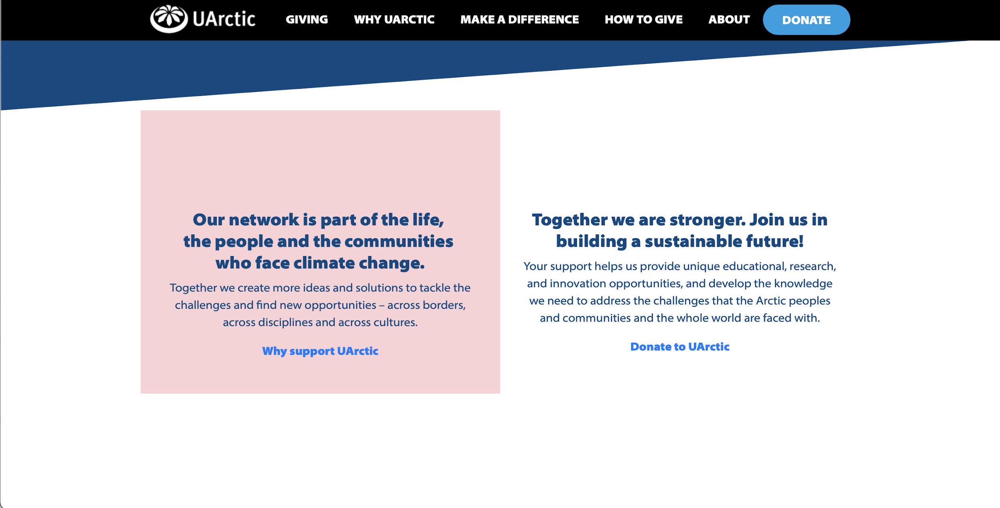 UArctic
GIVING
WHY UARCTIC
MAKE A DIFFERENCE
HOW TO GIVE
ABOUT
DONATE
Our network is part of the life,
the people and the communities
who face climate change.
Together we create more ideas and solutions to tackle the
challenges and find new opportunities – across borders,
across disciplines and across cultures.
Why support UArctic
Together we are stronger. Join us in
building a sustainable future!
Your support helps us provide unique educational, research,
and innovation opportunities, and develop the knowledge
we need to address the challenges that the Arctic peoples
and communities and the whole world are faced with.
Donate to UArctic